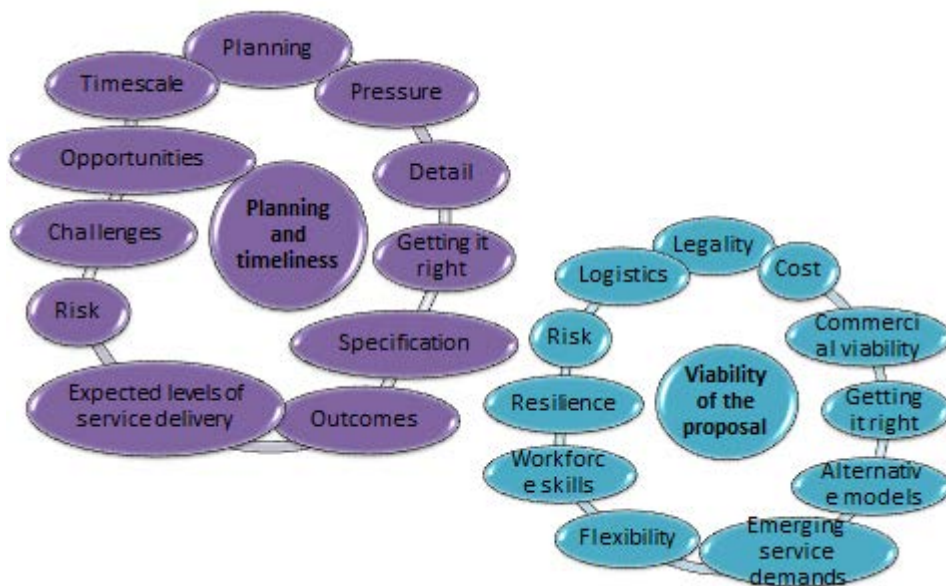 Planning
Timescale
Pressure
Opportunities
Detail
Planning
and
timeliness
Challenges
Getting it
right
Risk
Specification
Expected levels of
service delivery
Outcomes
Legality
Logistics
Cost
Risk
Commerci
al viability
Viability
of the
proposal
Resilience
Getting
it right
Workforc
e skills
Alternativ
e models
Flexibility
Emerging
service
demands